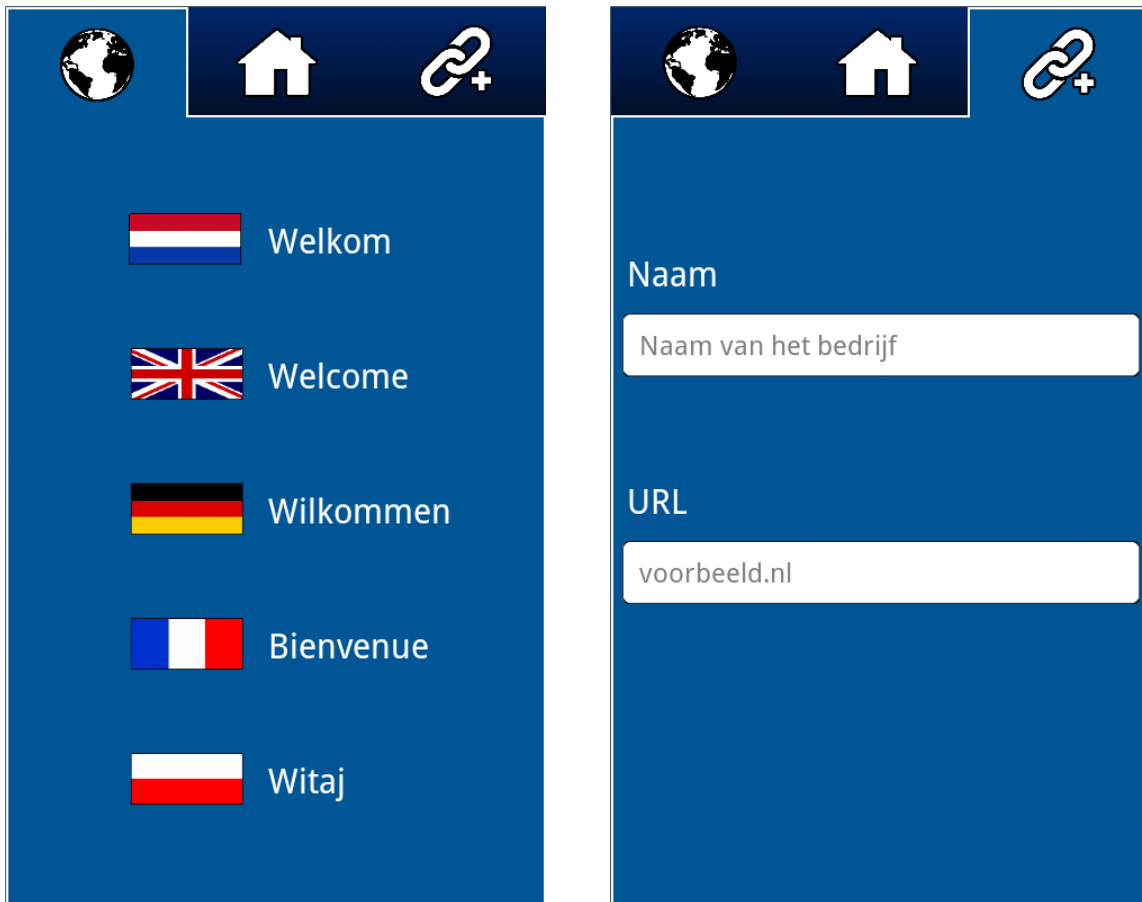 Welkom
Welcome
Wilkommen
Bienvenue
Witaj
Naam
Naam van het bedrijf
URL
voorbeeld.nl